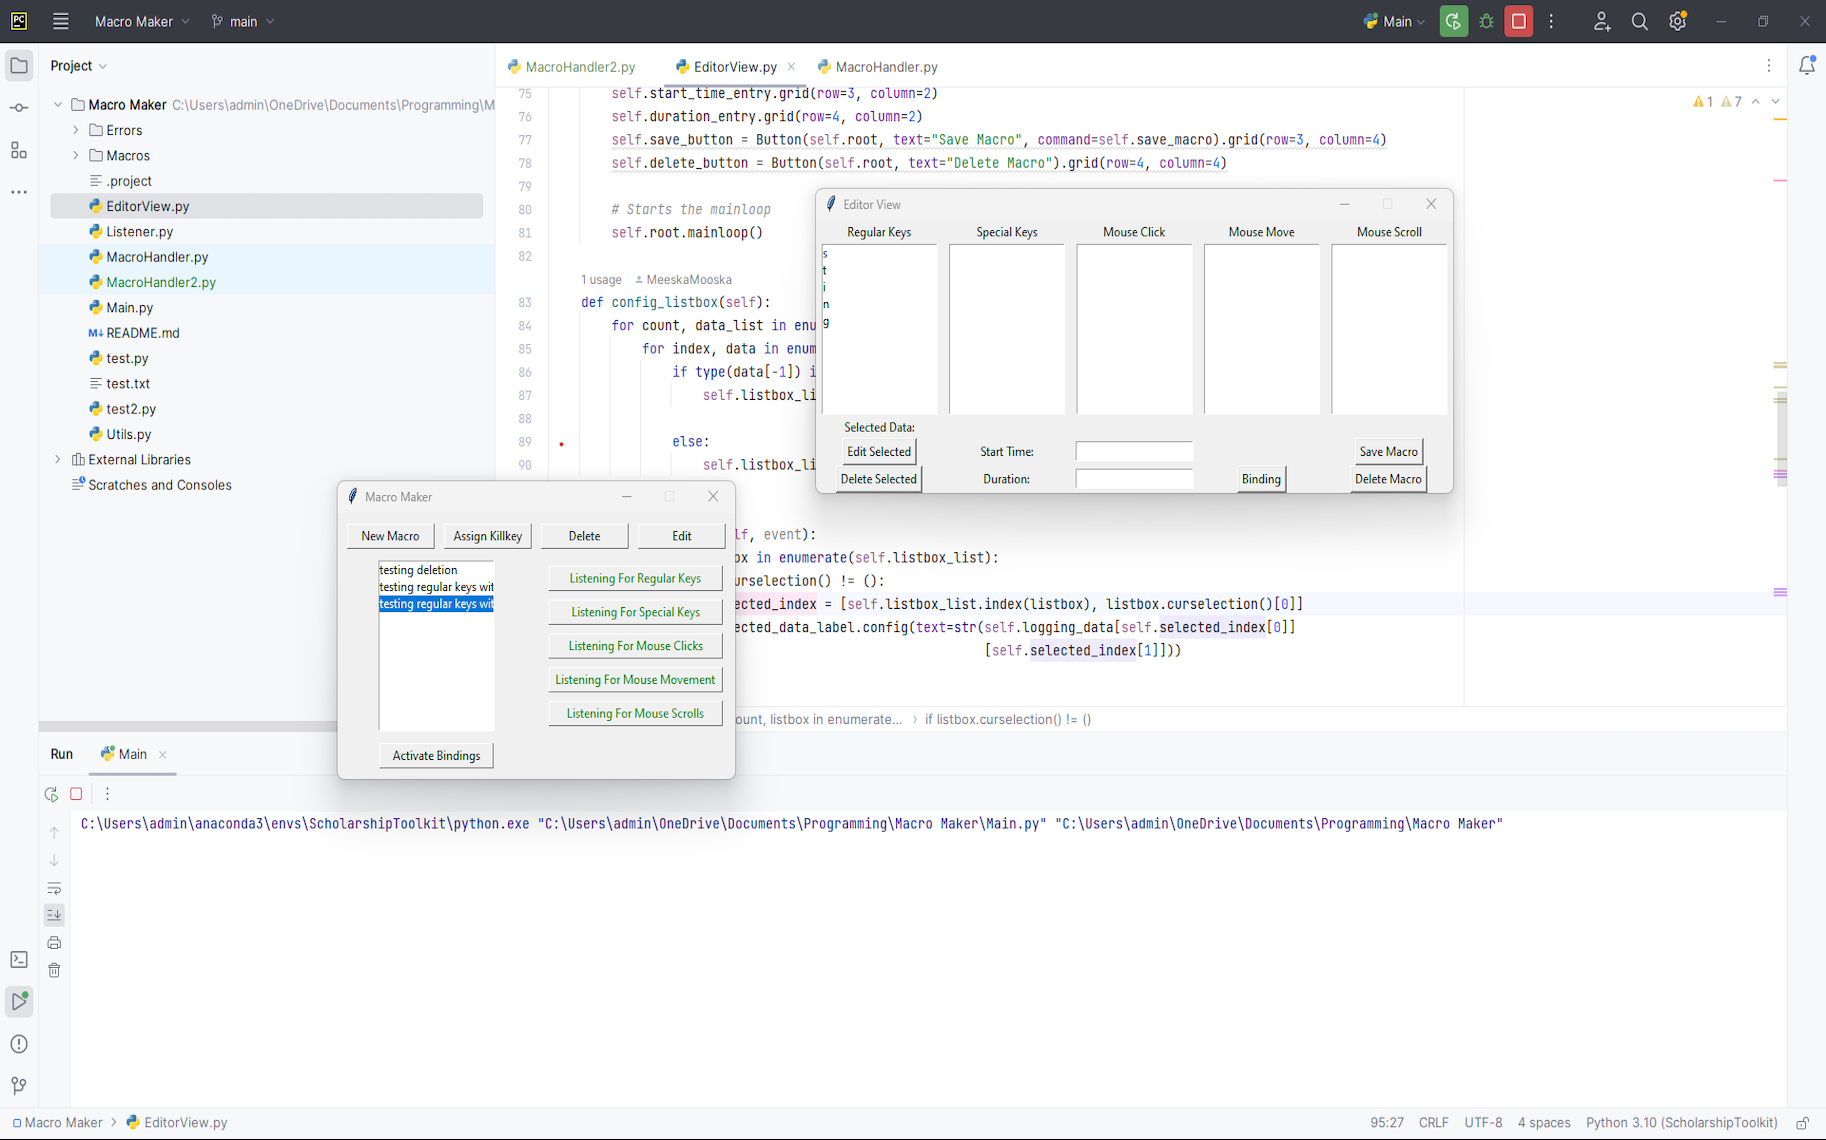 Macro Maker
main
Main
Project
Macro Maker C:\Users\admin\OneDrive\Documents\Programming\M
Errors
Macros
.project
EditorView.py
Listener.py
MacroHandler.py
MacroHandler2.py
Main.py
README.md
test.py
test.txt
test2.py
Utils.py
External Libraries
Scratches and Consoles
MacroHandler2.py
EditorView.py
MacroHandler.py
1 7
75 self.start_time_entry.grid(row=3, column=2)
76 self.duration_entry.grid(row=4, column=2)
77 self.save_button = Button(self.root, text="Save Macro", command=self.save_macro).grid(row=3, column=4)
78 self.delete_button = Button(self.root, text="Delete Macro").grid(row=4, column=4)
79
80 # Starts the mainloop
81 self.root.mainloop()
82
1 usage MeeskaMooska
83 def config_listbox(self):
84 for count, data_list in enu
85 for index, data in enum
86 if type(data[-1]) i
87 self.listbox_li
88
89 else:
90 self.listbox_li
lf, event):
ox in enumerate(self.listbox_list):
urselection() != ():
ected_index = [self.listbox_list.index(listbox), listbox.curselection()[0]]
ected_data_label.config(text=str(self.logging_data[self.selected_index[0]]
[self.selected_index[1]]))
ount, listbox in enumerate... › if listbox.curselection() != ()
Editor View
Regular Keys
Special Keys
Mouse Click
Mouse Move
Mouse Scroll
s
t
i
n
g
Selected Data:
Edit Selected
Start Time:
Save Macro
Delete Selected
Duration:
Binding
Delete Macro
Macro Maker
New Macro
Assign Killkey
Delete
Edit
testing deletion
testing regular keys wit
testing regular keys wit
Listening For Regular Keys
Listening For Special Keys
Listening For Mouse Clicks
Listening For Mouse Movement
Listening For Mouse Scrolls
Activate Bindings
Run
Main
C:\Users\admin\anaconda3\envs\ScholarshipToolkit\python.exe "C:\Users\admin\OneDrive\Documents\Programming\Macro Maker\Main.py" "C:\Users\admin\OneDrive\Documents\Programming\Macro Maker"
Macro Maker › EditorView.py
95:27 CRLF UTF-8 4 spaces Python 3.10 (ScholarshipToolkit)